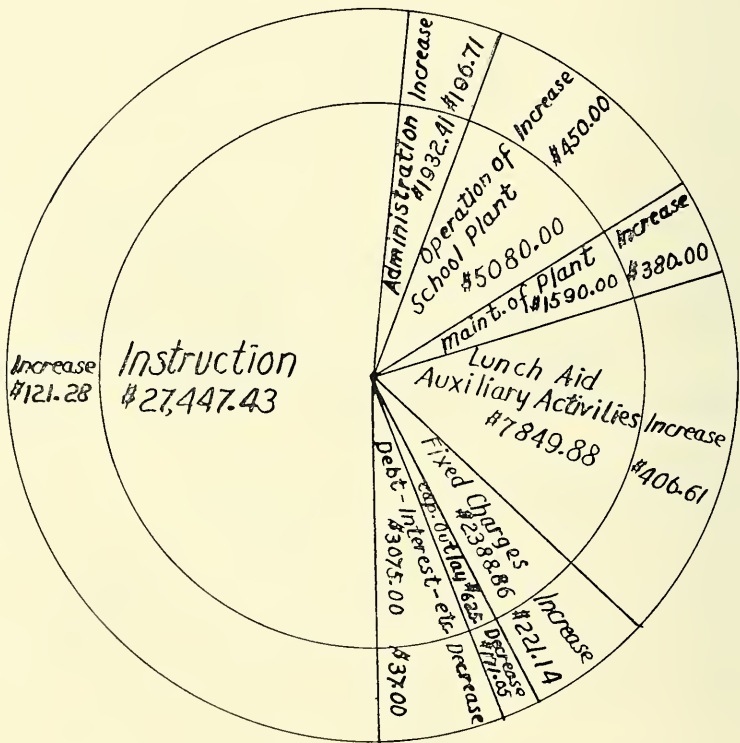 Administration
$1932.41
Increase
$196.71
Operation of
School Plant
$5080.00
Increase
$450.00
Maint. of Plant
$1590.00
Increase
$380.00
Lunch Aid
Auxiliary Activities
$7849.88
Increase
$406.61
Fixed Charges
$2388.86
Increase
$221.14
Cap. Outlay $625.
Decrease
$171.05
Debt-Interest-etc.
$3075.00
Decrease
$37.00
Instruction
$27,447.43
Increase
$121.28